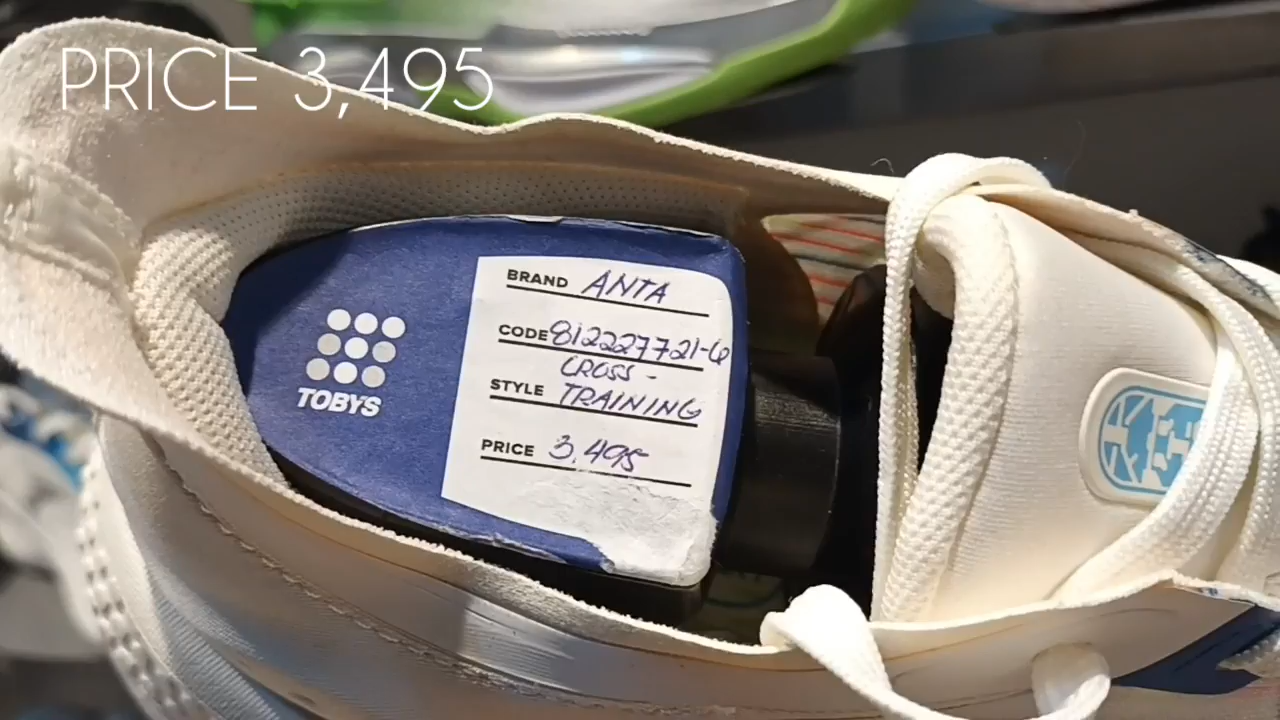 PRICE 3,495
BRAND ANTA
CODE 812227721-6
CROSS-
STYLE TRAINING
PRICE 3,495
TOBYS